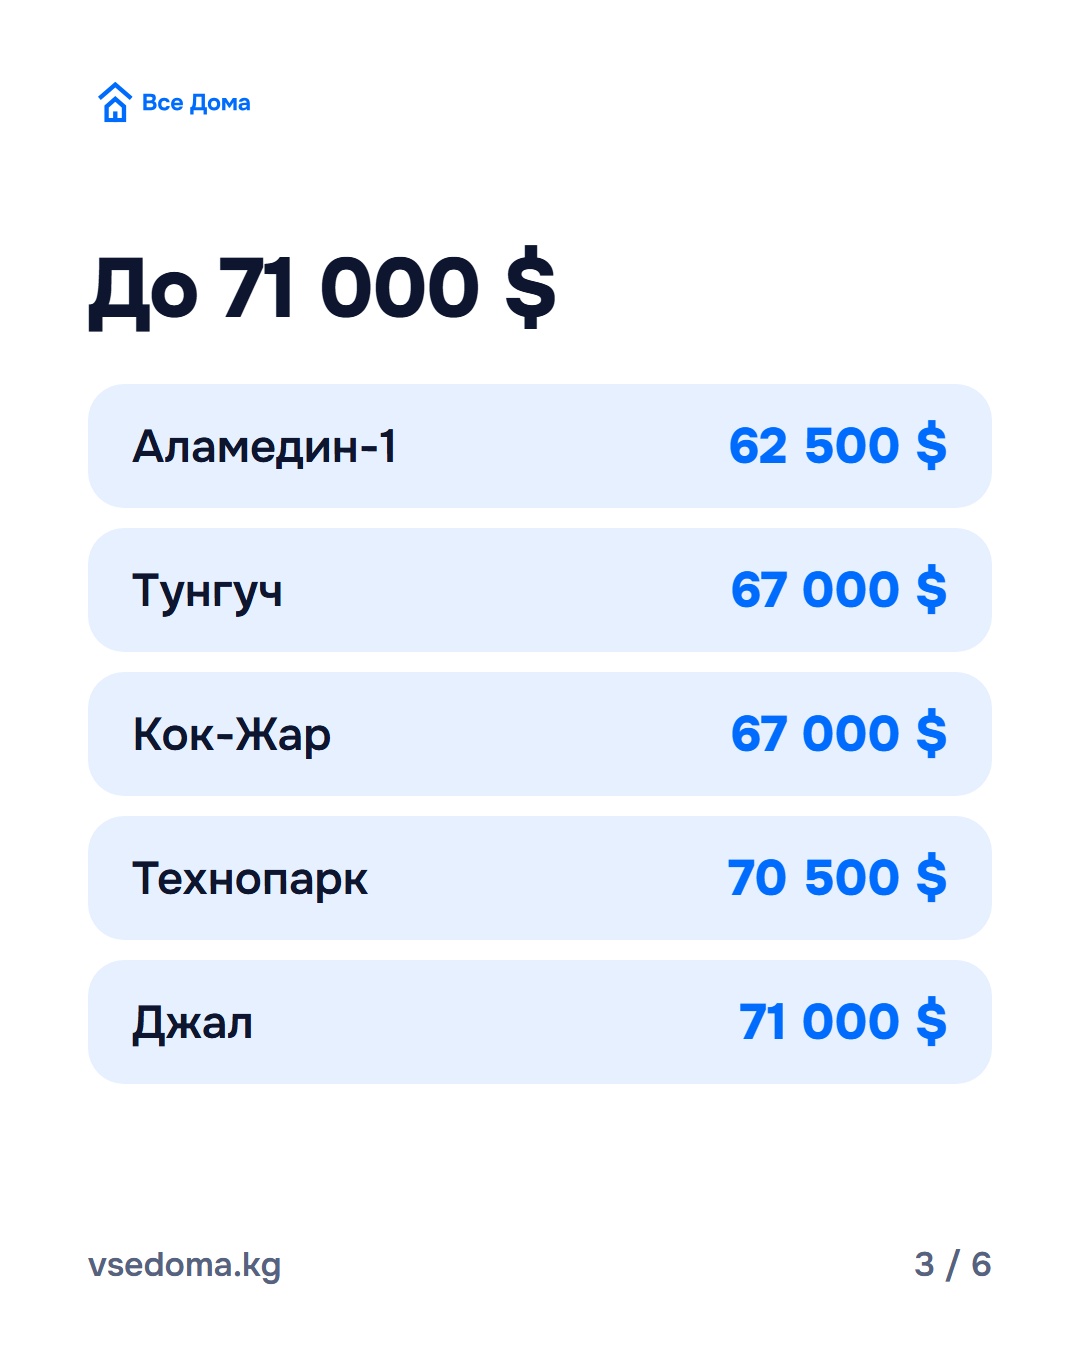 Все Дома
До 71 000 $
Аламедин-1 62 500 $
Тунгуч 67 000 $
Кок-Жар 67 000 $
Технопарк 70 500 $
Джал 71 000 $
vsedoma.kg 3 / 6